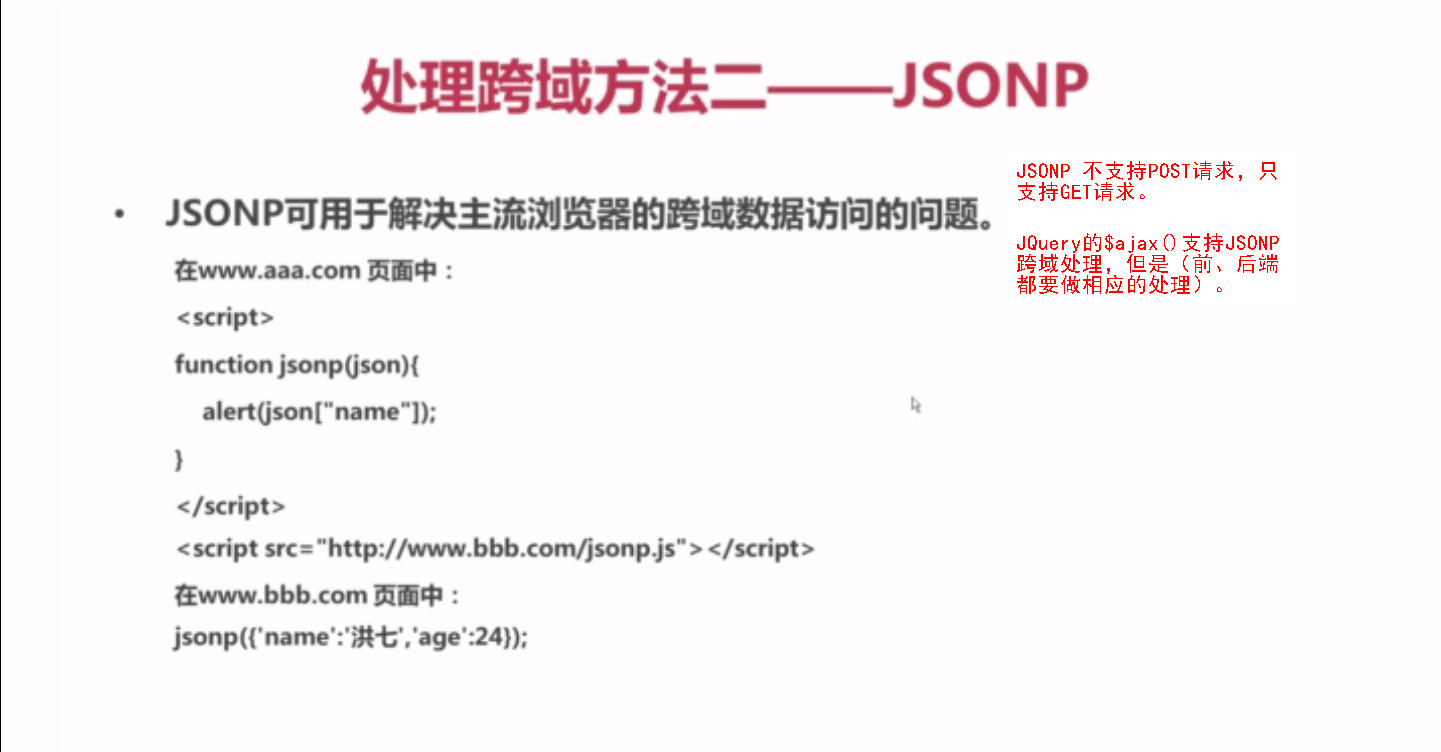 处理跨域方法二——JSONP
JSONP 不支持POST请求，只
支持GET请求。
JQuery的$ajax()支持JSONP
跨域处理，但是（前、后端
都要做相应的处理）。
• JSONP可用于解决主流浏览器的跨域数据访问的问题。
在www.aaa.com 页面中：
<script>
function jsonp(json){
alert(json["name"]);
}
</script>
<script src="http://www.bbb.com/jsonp.js"></script>
在www.bbb.com 页面中：
jsonp({'name':'洪七','age':24});